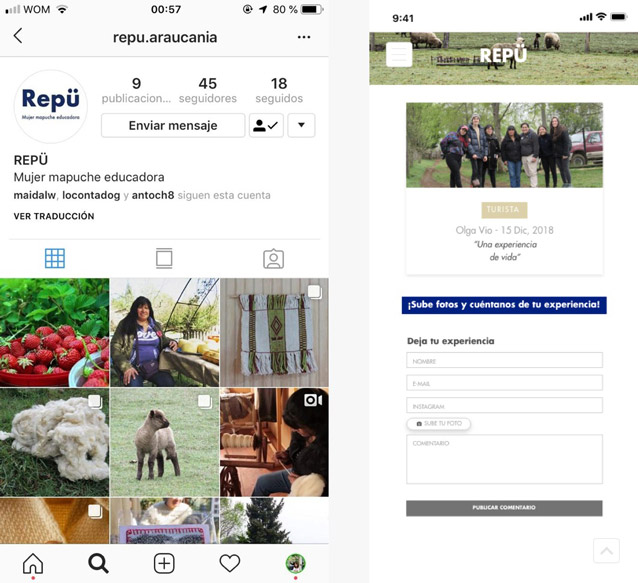 WOM 00:57 80 %
repu.araucania
Repü
Mujer mapuche educadora
9 45 18
publicacion... seguidores seguidos
Enviar mensaje
REPÜ
Mujer mapuche educadora
maidalw, locontadog y antoch8 siguen esta cuenta
VER TRADUCCIÓN
9:41
REPÜ
TURISTA
Olga Vio - 15 Dic, 2018
"Una experiencia
de vida"
¡Sube fotos y cuéntanos de tu experiencia!
Deja tu experiencia
NOMBRE
E-MAIL
INSTAGRAM
SUBE TU FOTO
COMENTARIO
PUBLICAR COMENTARIO